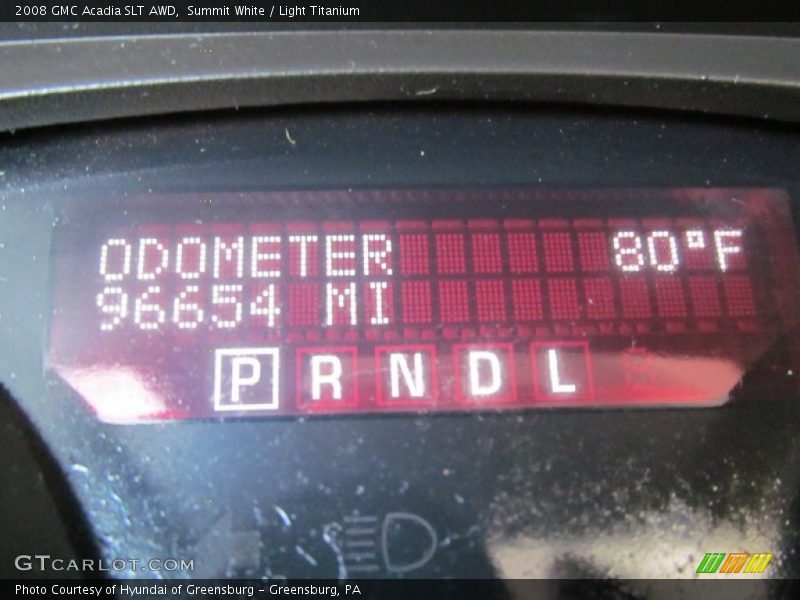 2008 GMC Acadia SLT AWD,  Summit White / Light Titanium
ODOMETER 80°F
96654 MI
P R N D L
GTCARLOT.COM
Photo Courtesy of Hyundai of Greensburg - Greensburg, PA